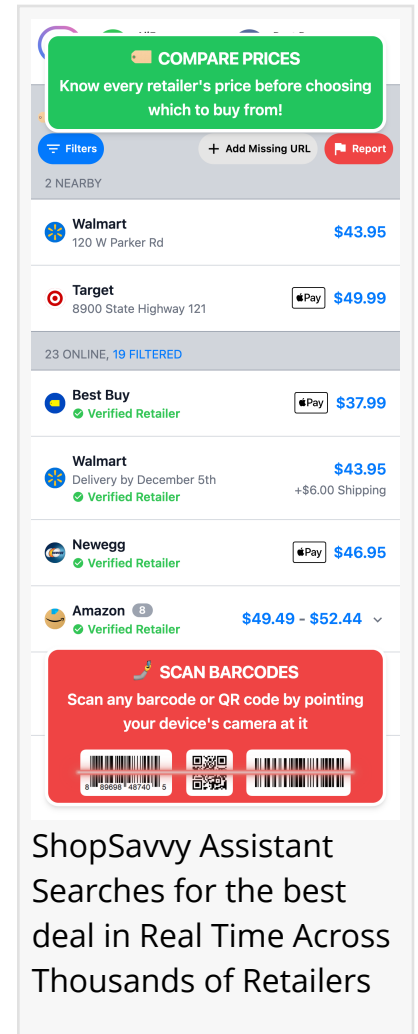 COMPARE PRICES
Know every retailer's price before choosing
which to buy from!
Filters
+ Add Missing URL
Report
2 NEARBY
Walmart
120 W Parker Rd
$43.95
Target
8900 State Highway 121
Pay
$49.99
23 ONLINE, 19 FILTERED
Best Buy
Verified Retailer
Pay
$37.99
Walmart
Delivery by December 5th
Verified Retailer
$43.95
+$6.00 Shipping
Newegg
Verified Retailer
Pay
$46.95
Amazon 8
Verified Retailer
$49.49 - $52.44
SCAN BARCODES
Scan any barcode or QR code by pointing
your device's camera at it
8 89698 48740 5
ShopSavvy Assistant
Searches for the best
deal in Real Time Across
Thousands of Retailers